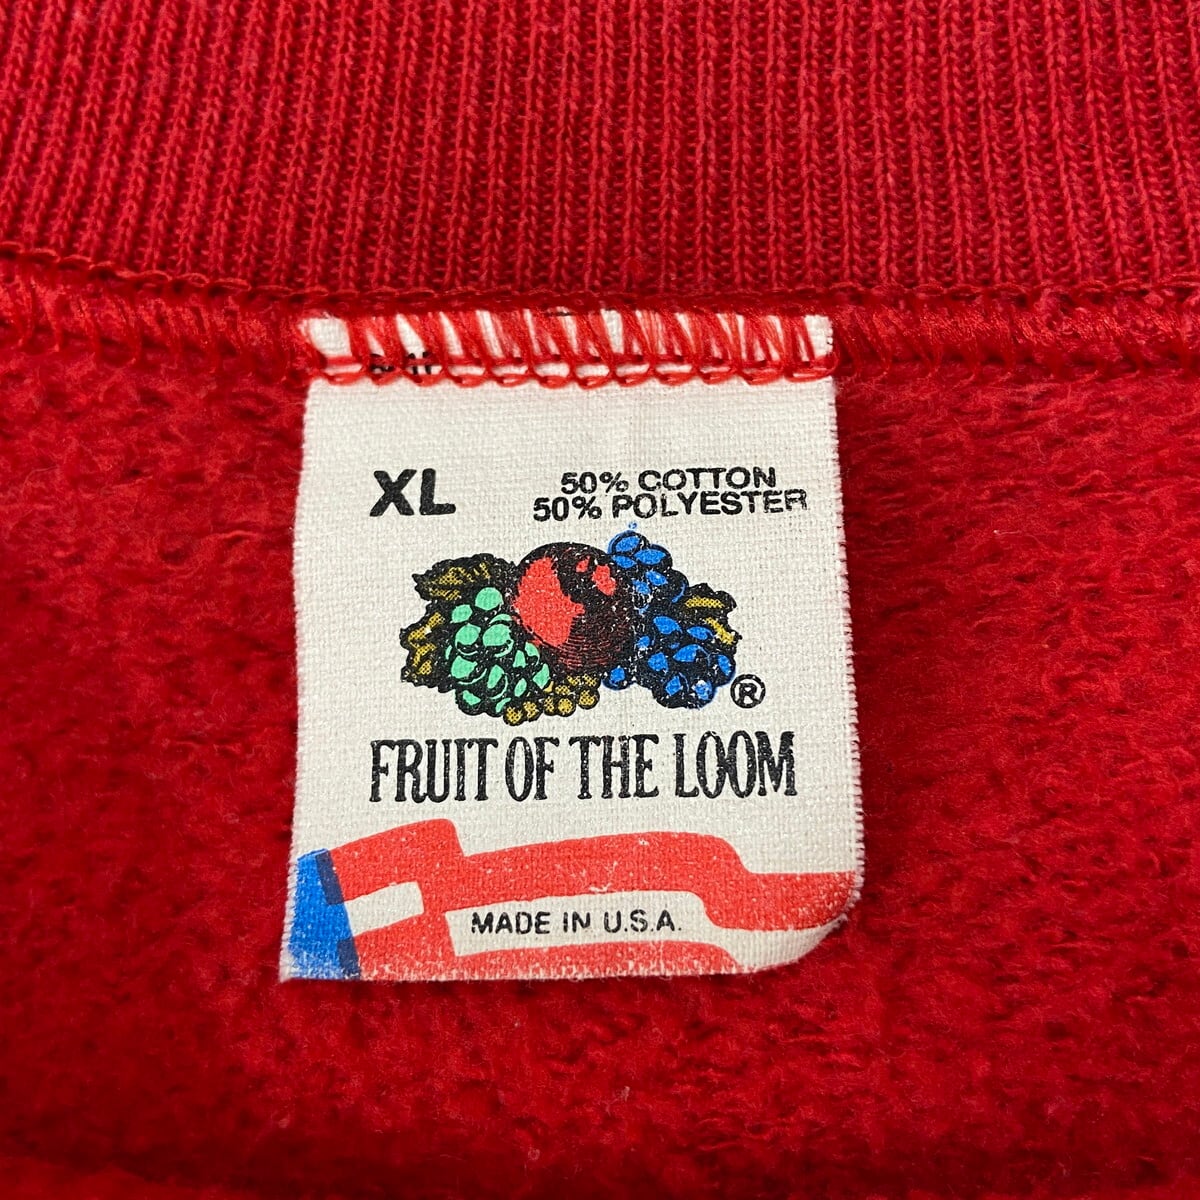 XL
50% COTTON
50% POLYESTER
®
FRUIT OF THE LOOM
MADE IN U.S.A.